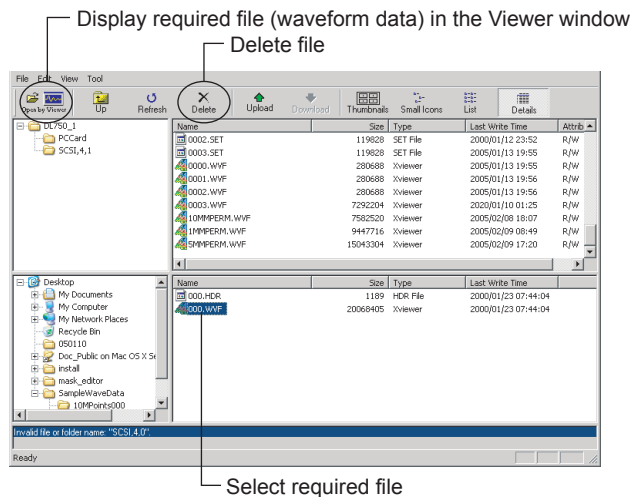 Display required file (waveform data) in the Viewer window
Delete file
File Edit View Tool
Open by Viewer Up Refresh Delete Upload Download Thumbnails Small Icons List Details
DL750_1
PCCard
SCSI,4,1
Name Size Type Last Write Time Attrib
0002.SET 119828 SET File 2000/01/12 23:52 R/W
0003.SET 119828 SET File 2005/01/13 19:55 R/W
0000.WVF 280688 Xviewer 2005/01/13 19:55 R/W
0001.WVF 280688 Xviewer 2005/01/13 19:56 R/W
0002.WVF 280688 Xviewer 2005/01/13 19:56 R/W
0003.WVF 7292204 Xviewer 2020/01/10 01:25 R/W
10MMPERM.WVF 7582520 Xviewer 2005/02/08 18:07 R/W
1MMPERM.WVF 9447716 Xviewer 2005/02/09 08:49 R/W
5MMPERM.WVF 15043304 Xviewer 2005/02/09 17:20 R/W
Desktop
My Documents
My Computer
My Network Places
Recycle Bin
050110
Doc_Public on Mac OS X Se
install
mask_editor
SampleWaveData
10MPoints000
Name Size Type Last Write Time
000.HDR 1189 HDR File 2000/01/23 07:44:04
000.WVF 20068405 Xviewer 2000/01/23 07:44:04
Invalid file or folder name: "SCSI,4,0".
Ready
Select required file